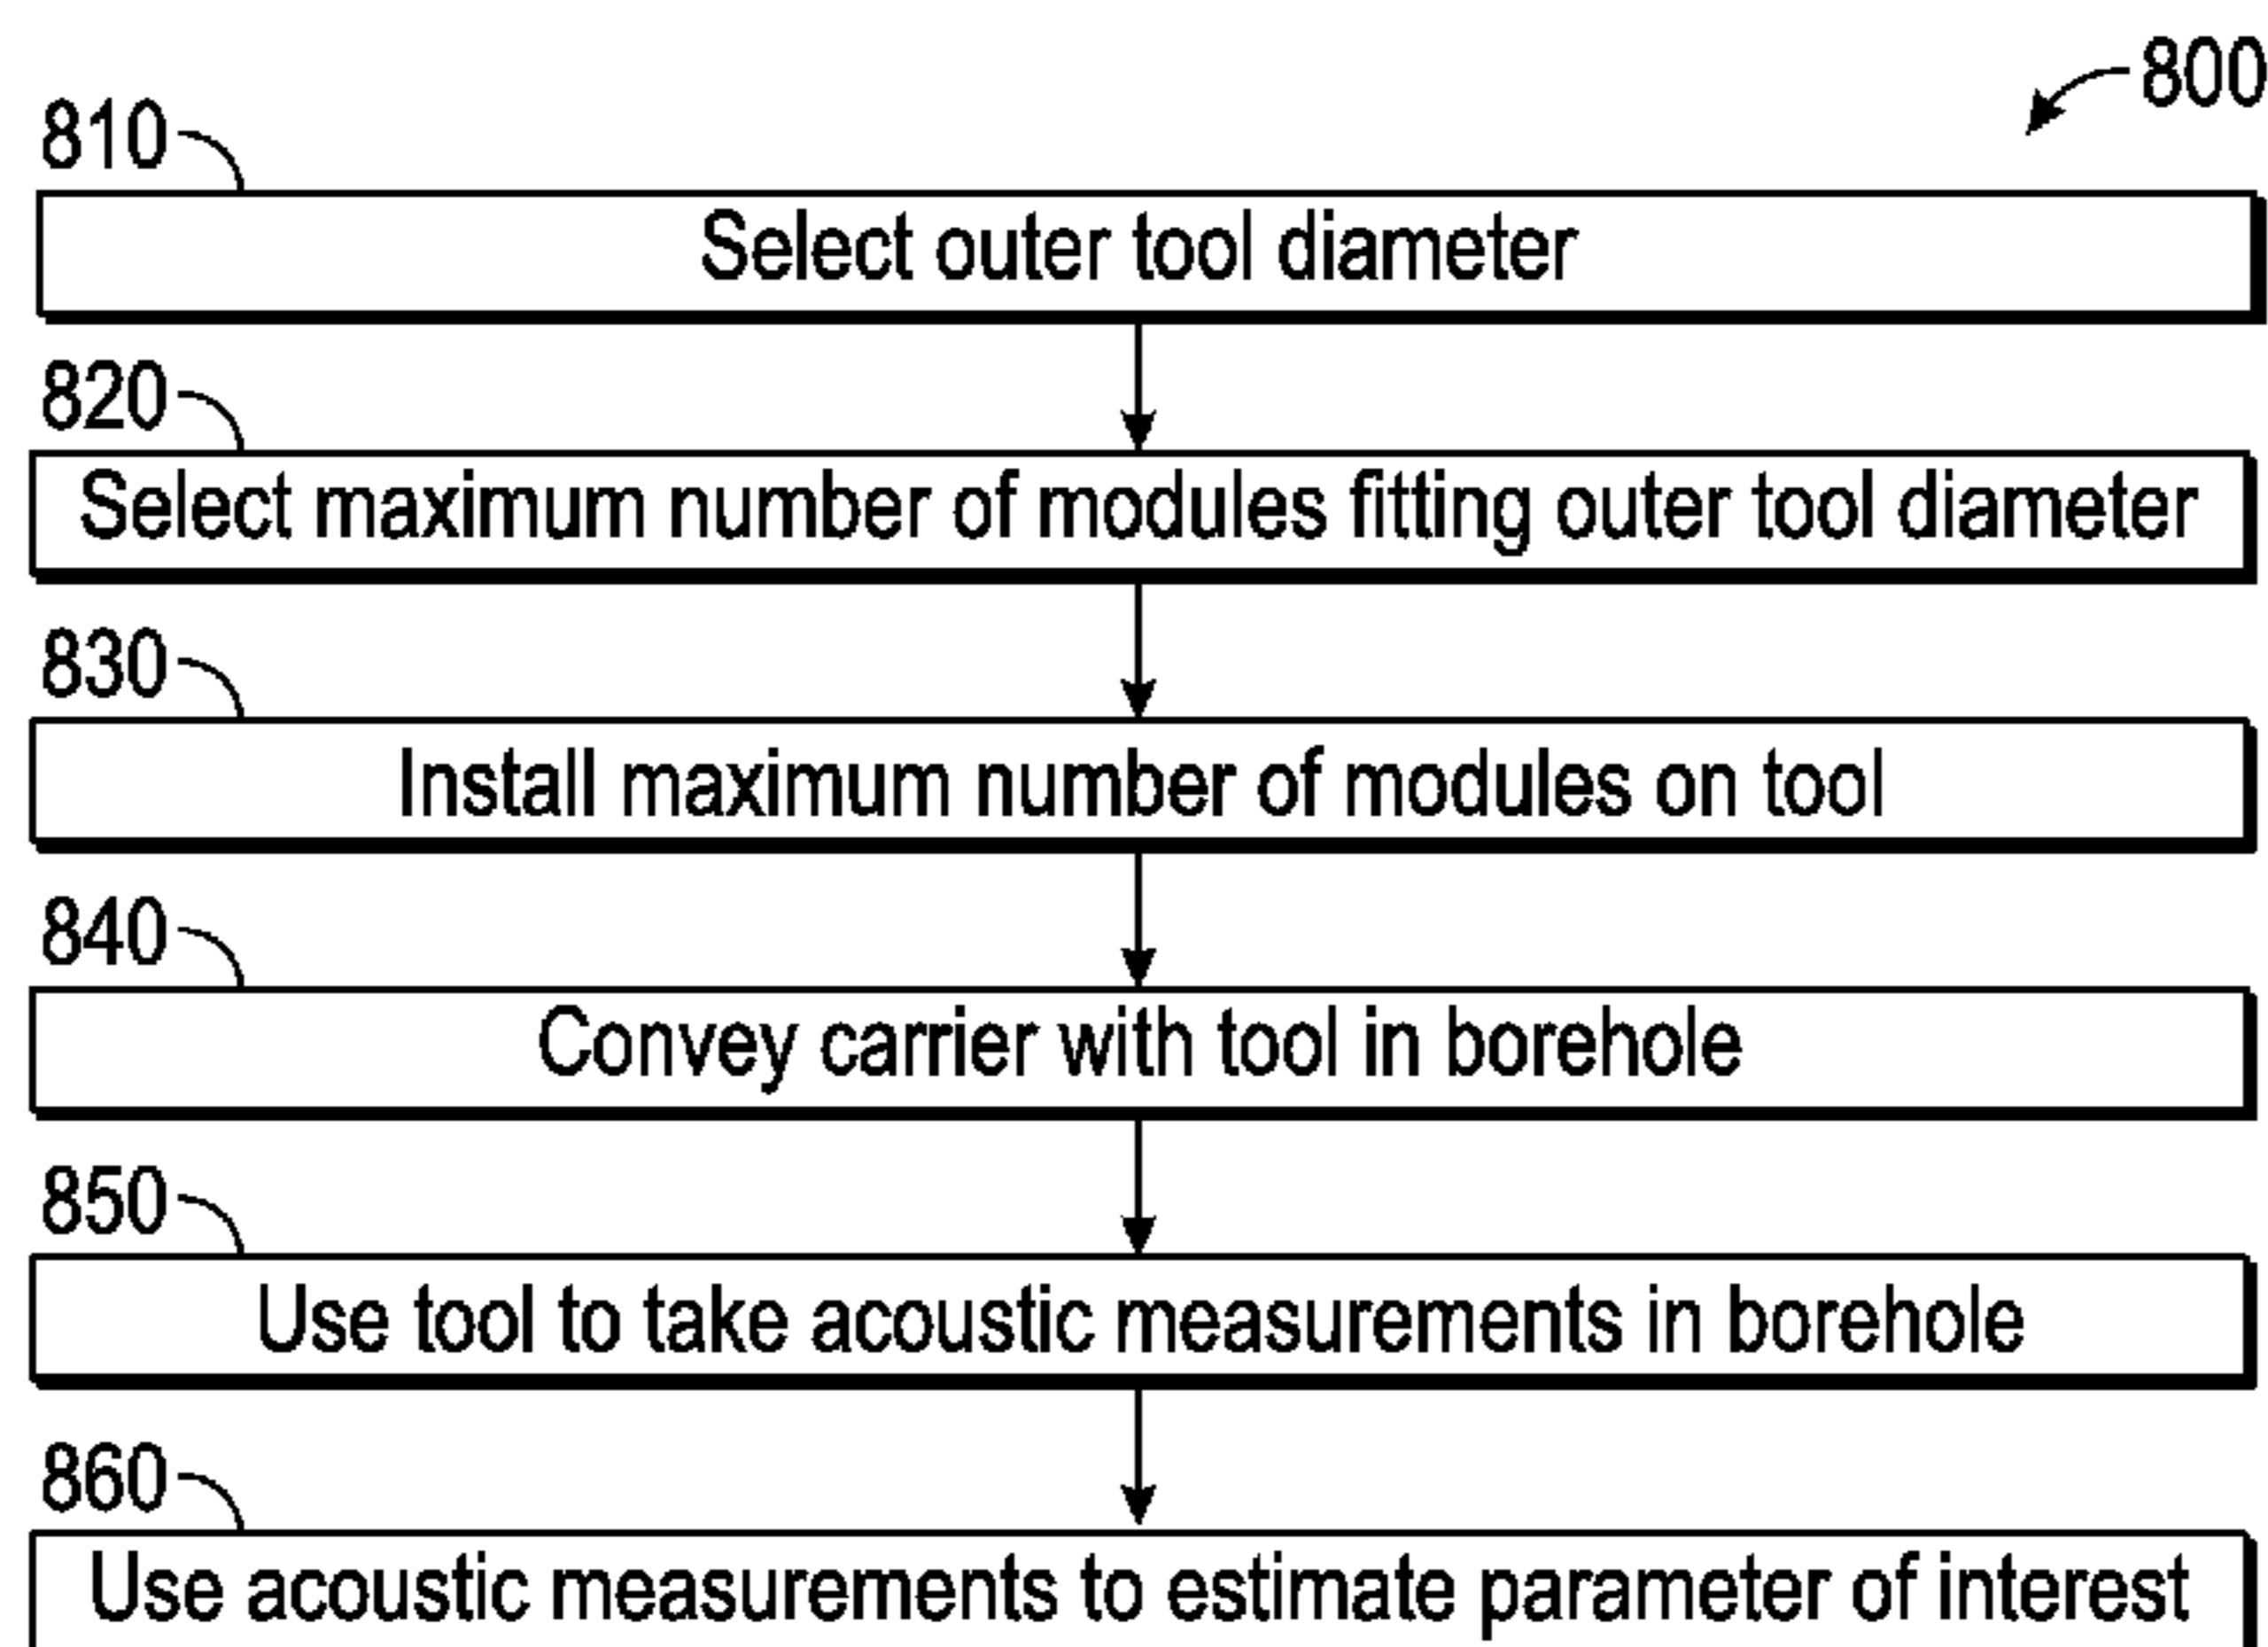 800
810
Select outer tool diameter
820
Select maximum number of modules fitting outer tool diameter
830
Install maximum number of modules on tool
840
Convey carrier with tool in borehole
850
Use tool to take acoustic measurements in borehole
860
Use acoustic measurements to estimate parameter of interest